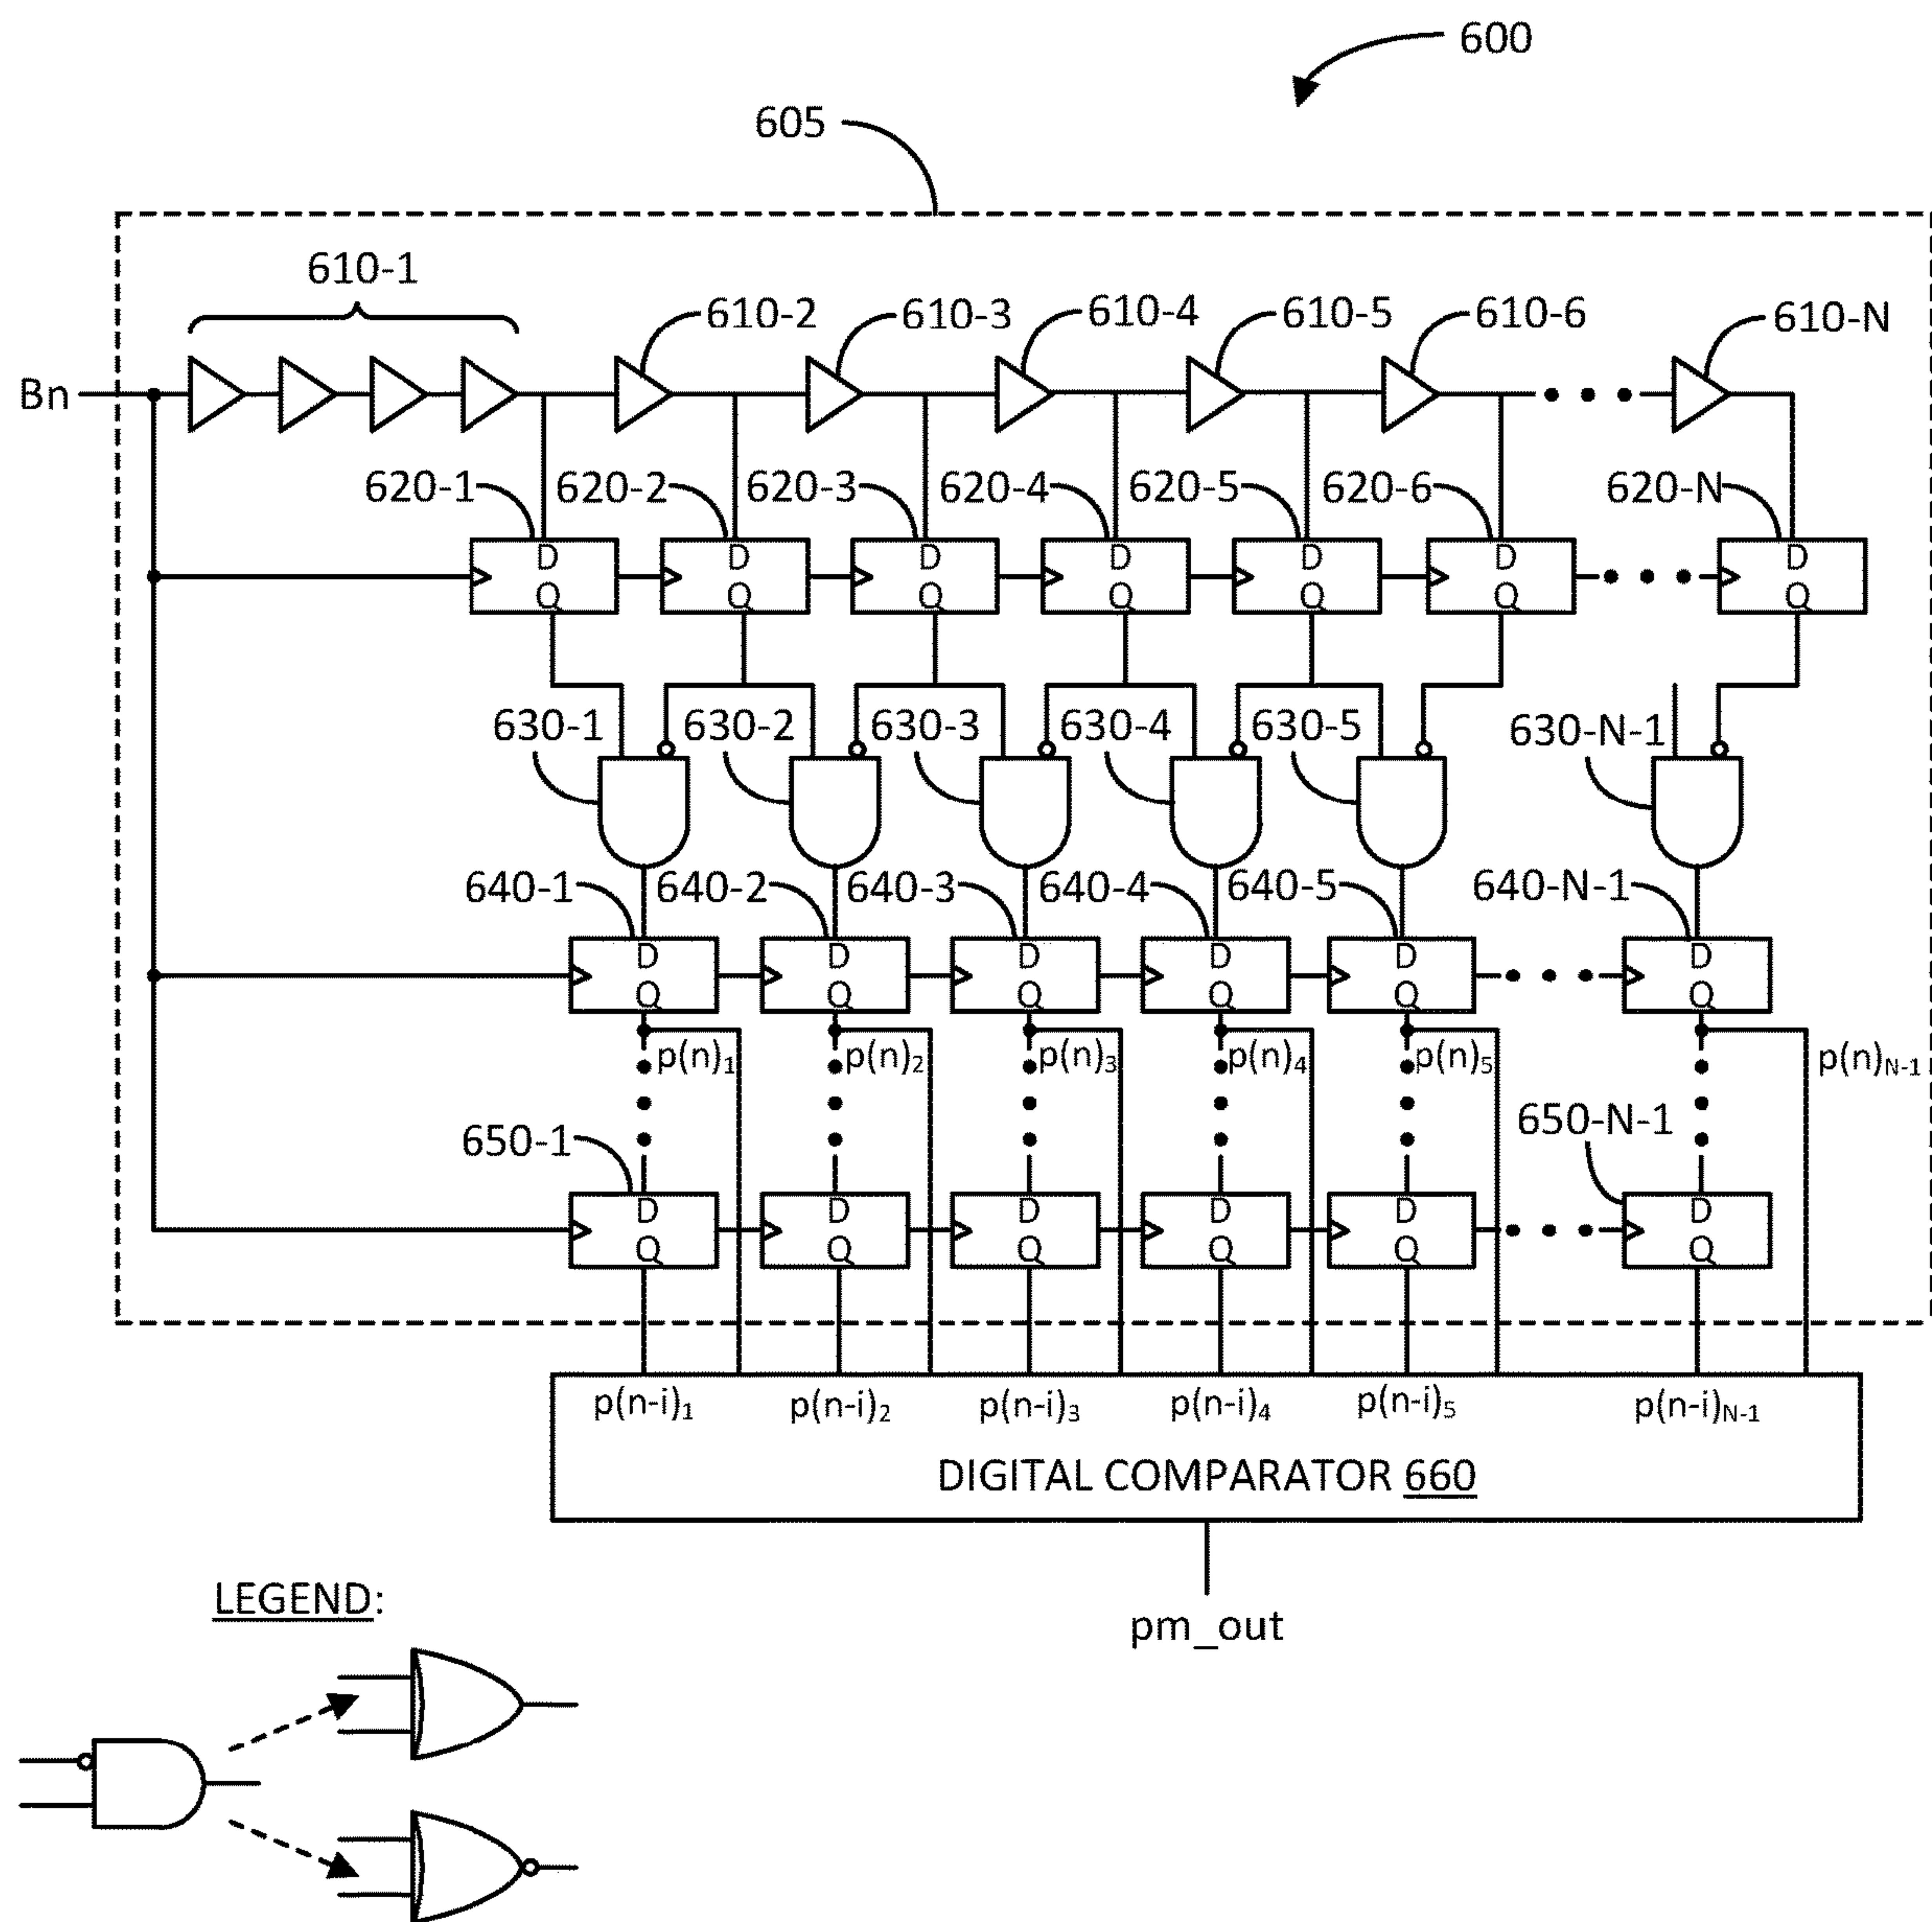 600
605
610-1
610-2 610-3 610-4 610-5 610-6 610-N
Bn
620-1 620-2 620-3 620-4 620-5 620-6 620-N
D D D D D D D
Q Q Q Q Q Q Q
630-1 630-2 630-3 630-4 630-5 630-N-1
640-1 640-2 640-3 640-4 640-5 640-N-1
D D D D D D
Q Q Q Q Q Q
p(n)1 p(n)2 p(n)3 p(n)4 p(n)5 p(n)N-1
650-1 650-N-1
D D D D D D
Q Q Q Q Q Q
p(n-i)1 p(n-i)2 p(n-i)3 p(n-i)4 p(n-i)5 p(n-i)N-1
DIGITAL COMPARATOR 660
pm_out
LEGEND: